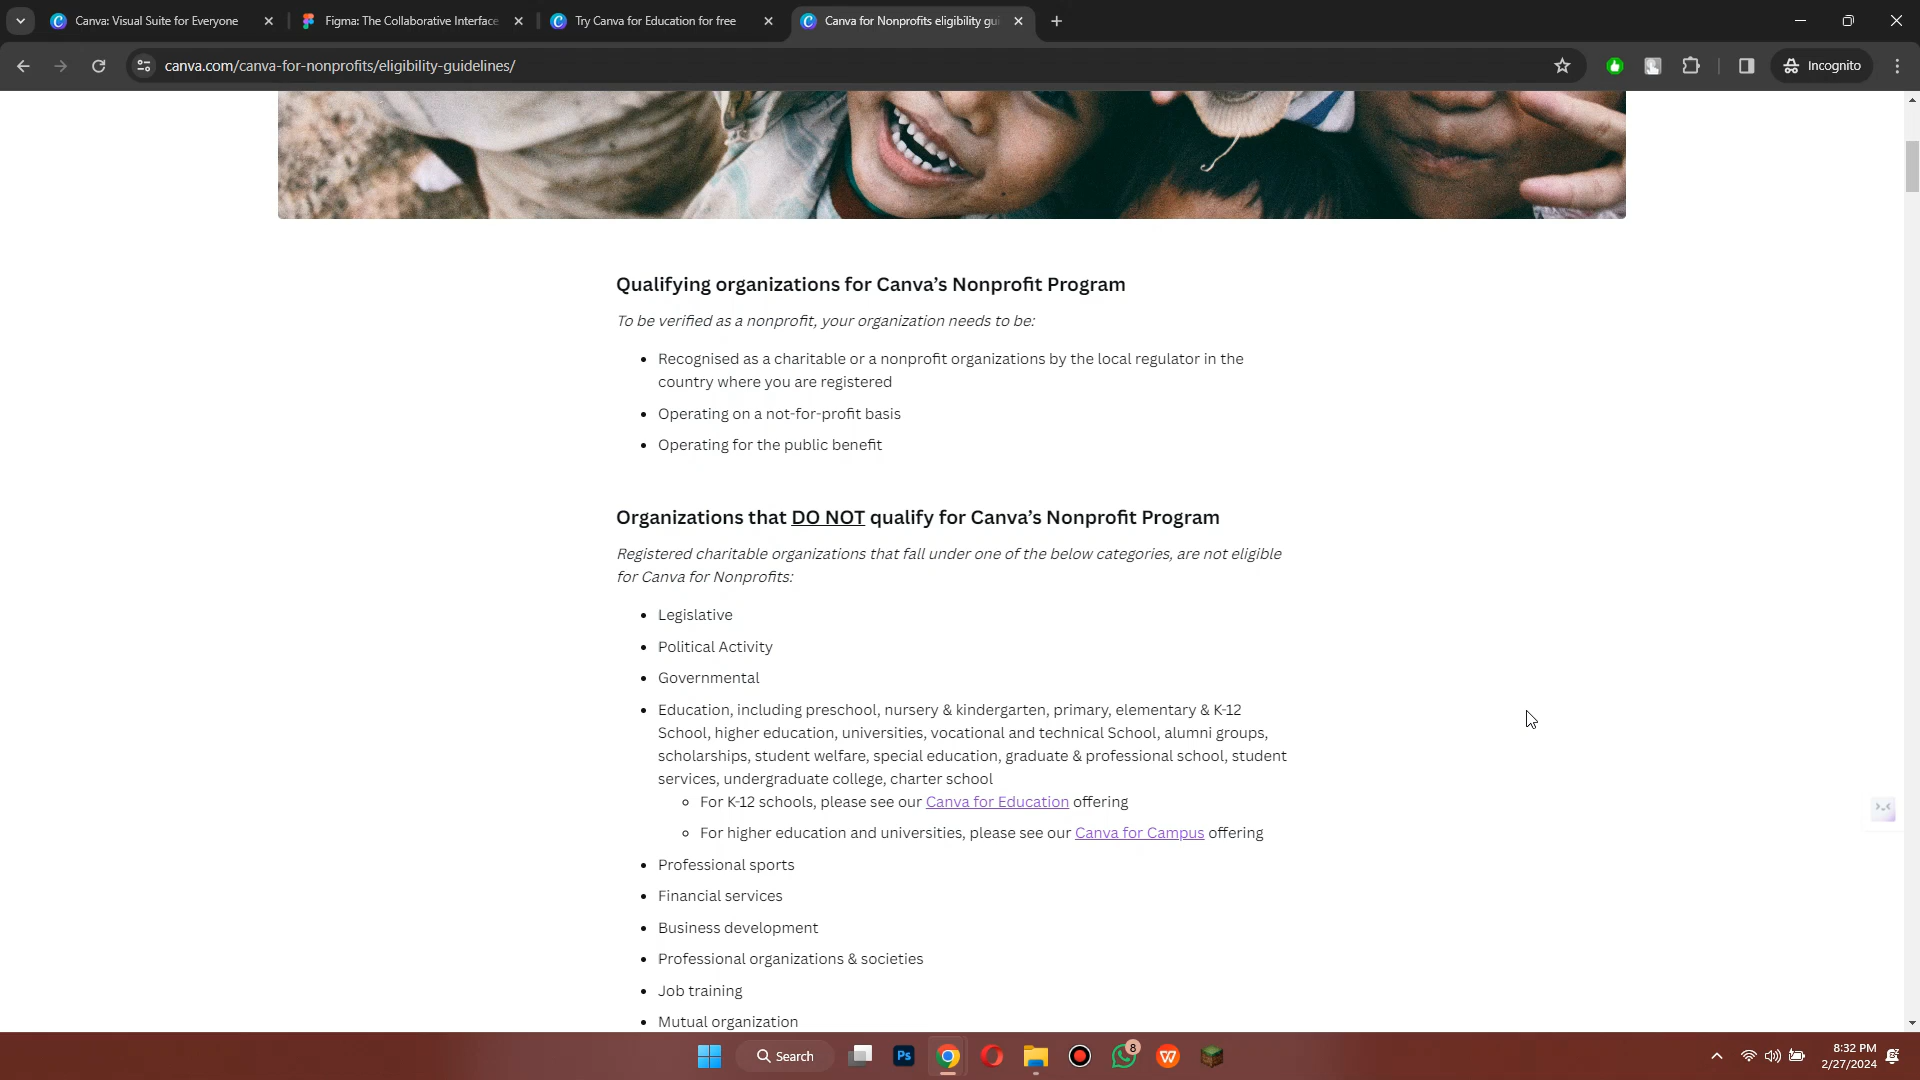 Canva: Visual Suite for Everyone
Figma: The Collaborative Interface
Try Canva for Education for free
Canva for Nonprofits eligibility gui
canva.com/canva-for-nonprofits/eligibility-guidelines/
Incognito
Qualifying organizations for Canva’s Nonprofit Program
To be verified as a nonprofit, your organization needs to be:
• Recognised as a charitable or a nonprofit organizations by the local regulator in the
country where you are registered
• Operating on a not-for-profit basis
• Operating for the public benefit
Organizations that DO NOT qualify for Canva’s Nonprofit Program
Registered charitable organizations that fall under one of the below categories, are not eligible
for Canva for Nonprofits:
• Legislative
• Political Activity
• Governmental
• Education, including preschool, nursery & kindergarten, primary, elementary & K-12
School, higher education, universities, vocational and technical School, alumni groups,
scholarships, student welfare, special education, graduate & professional school, student
services, undergraduate college, charter school
◦ For K-12 schools, please see our Canva for Education offering
◦ For higher education and universities, please see our Canva for Campus offering
• Professional sports
• Financial services
• Business development
• Professional organizations & societies
• Job training
• Mutual organization
Search
Ps
8
W
8:32 PM
2/27/2024